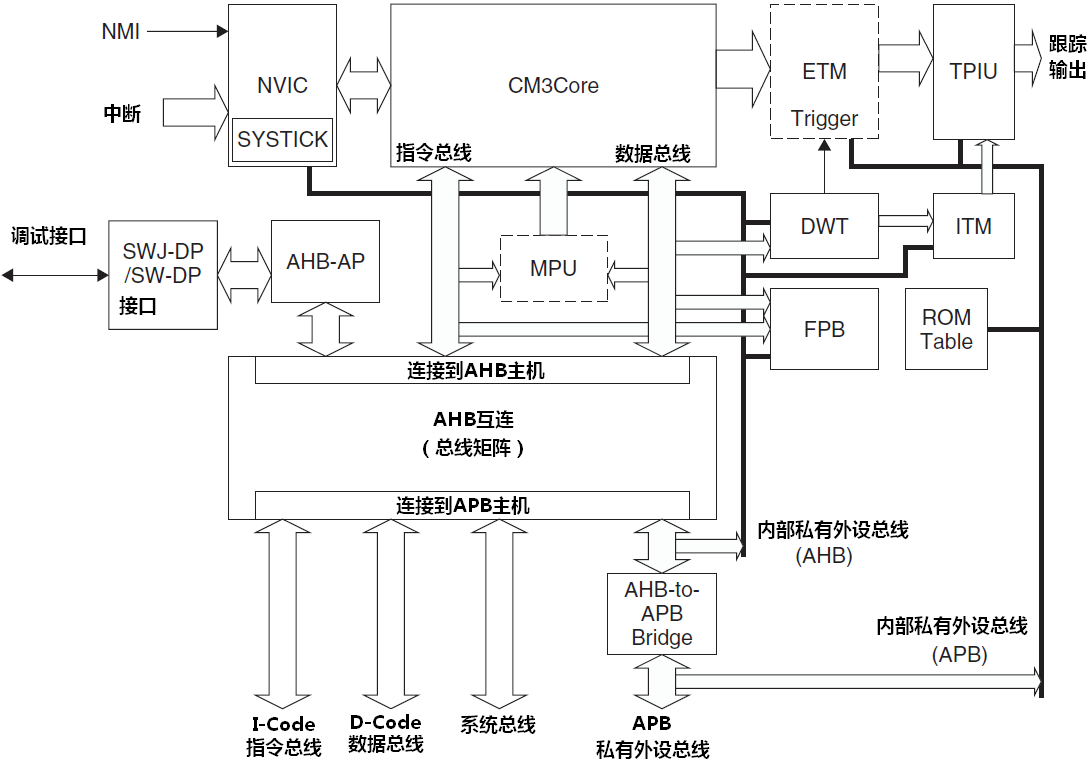 NMI
中断
NVIC
SYSTICK
CM3Core
指令总线
数据总线
ETM
Trigger
TPIU
跟踪
输出
调试接口
SWJ-DP
/SW-DP
接口
AHB-AP
MPU
DWT
ITM
FPB
ROM
Table
连接到AHB主机
AHB互连
（总线矩阵）
连接到APB主机
内部私有外设总线
(AHB)
AHB-to-
APB
Bridge
内部私有外设总线
(APB)
I-Code
指令总线
D-Code
数据总线
系统总线
APB
私有外设总线